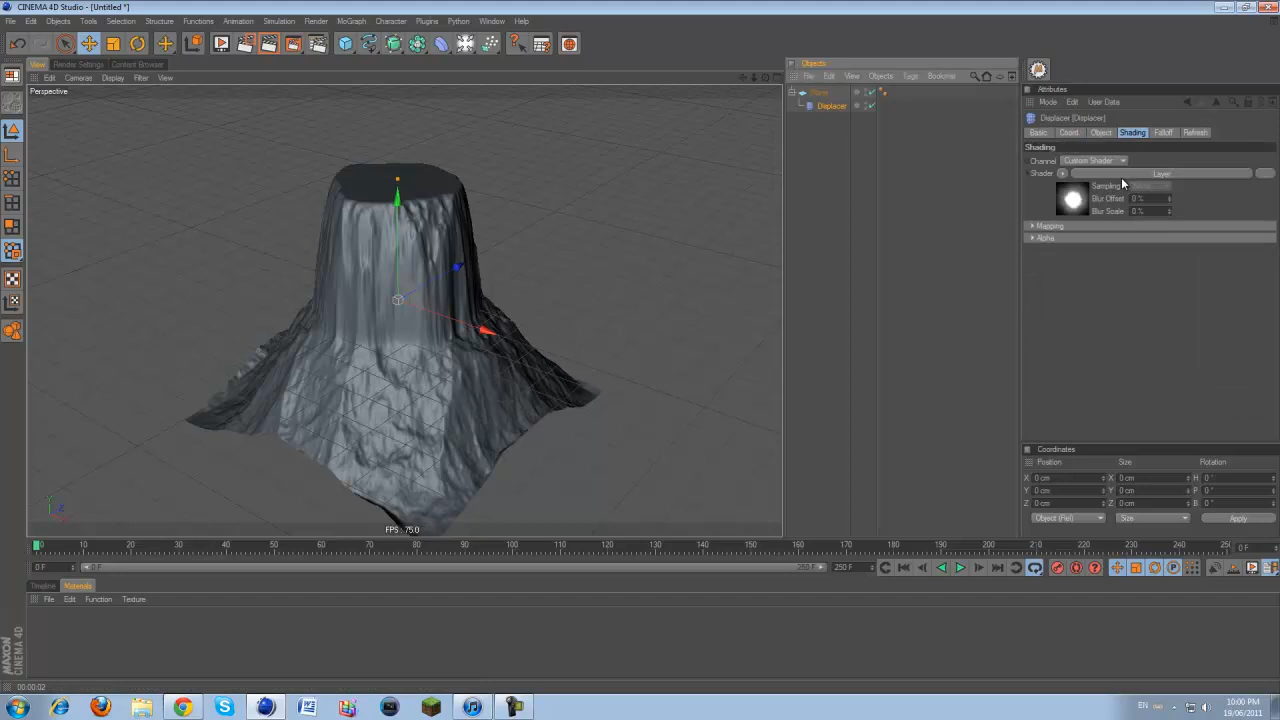 CINEMA 4D Studio - [Untitled *]
File Edit Objects Tools Selection Structure Functions Animation Simulation Render MoGraph Character Plugins Python Window Help
View Render Settings Content Browser
Edit Cameras Display Filter View
Perspective
FPS : 75.0
Objects
File Edit View Objects Tags Bookmar
Plane
Displacer
Attributes
Mode Edit User Data
Displacer [Displacer]
Basic Coord. Object Shading Falloff Refresh
Shading
Channel Custom Shader
Shader Layer
Sampling
Blur Offset 0 %
Blur Scale 0 %
Mapping
Alpha
Coordinates
Position Size Rotation
X 0 cm X 0 cm H 0 °
Y 0 cm Y 0 cm P 0 °
Z 0 cm Z 0 cm B 0 °
Object (Rel) Size Apply
0 10 20 30 40 50 60 70 80 90 100 110 120 130 140 150 160 170 180 190 200 210 220 230 240 25 0 F
0 F 0 F 250 F 250 F
Timeline Materials
File Edit Function Texture
MAXON CINEMA 4D
00:00:02
EN 10:00 PM
19/06/2011